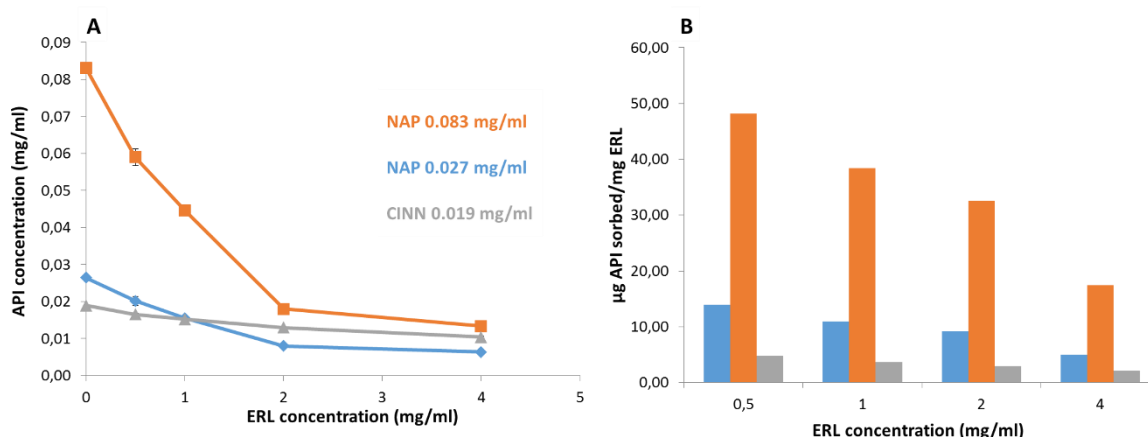 A
API concentration (mg/ml)
0,09
0,08
0,07
0,06
0,05
0,04
0,03
0,02
0,01
0,00
NAP 0.083 mg/ml
NAP 0.027 mg/ml
CINN 0.019 mg/ml
0 1 2 3 4 5
ERL concentration (mg/ml)
B
µg API sorbed/mg ERL
60,00
50,00
40,00
30,00
20,00
10,00
0,00
0,5 1 2 4
ERL concentration (mg/ml)